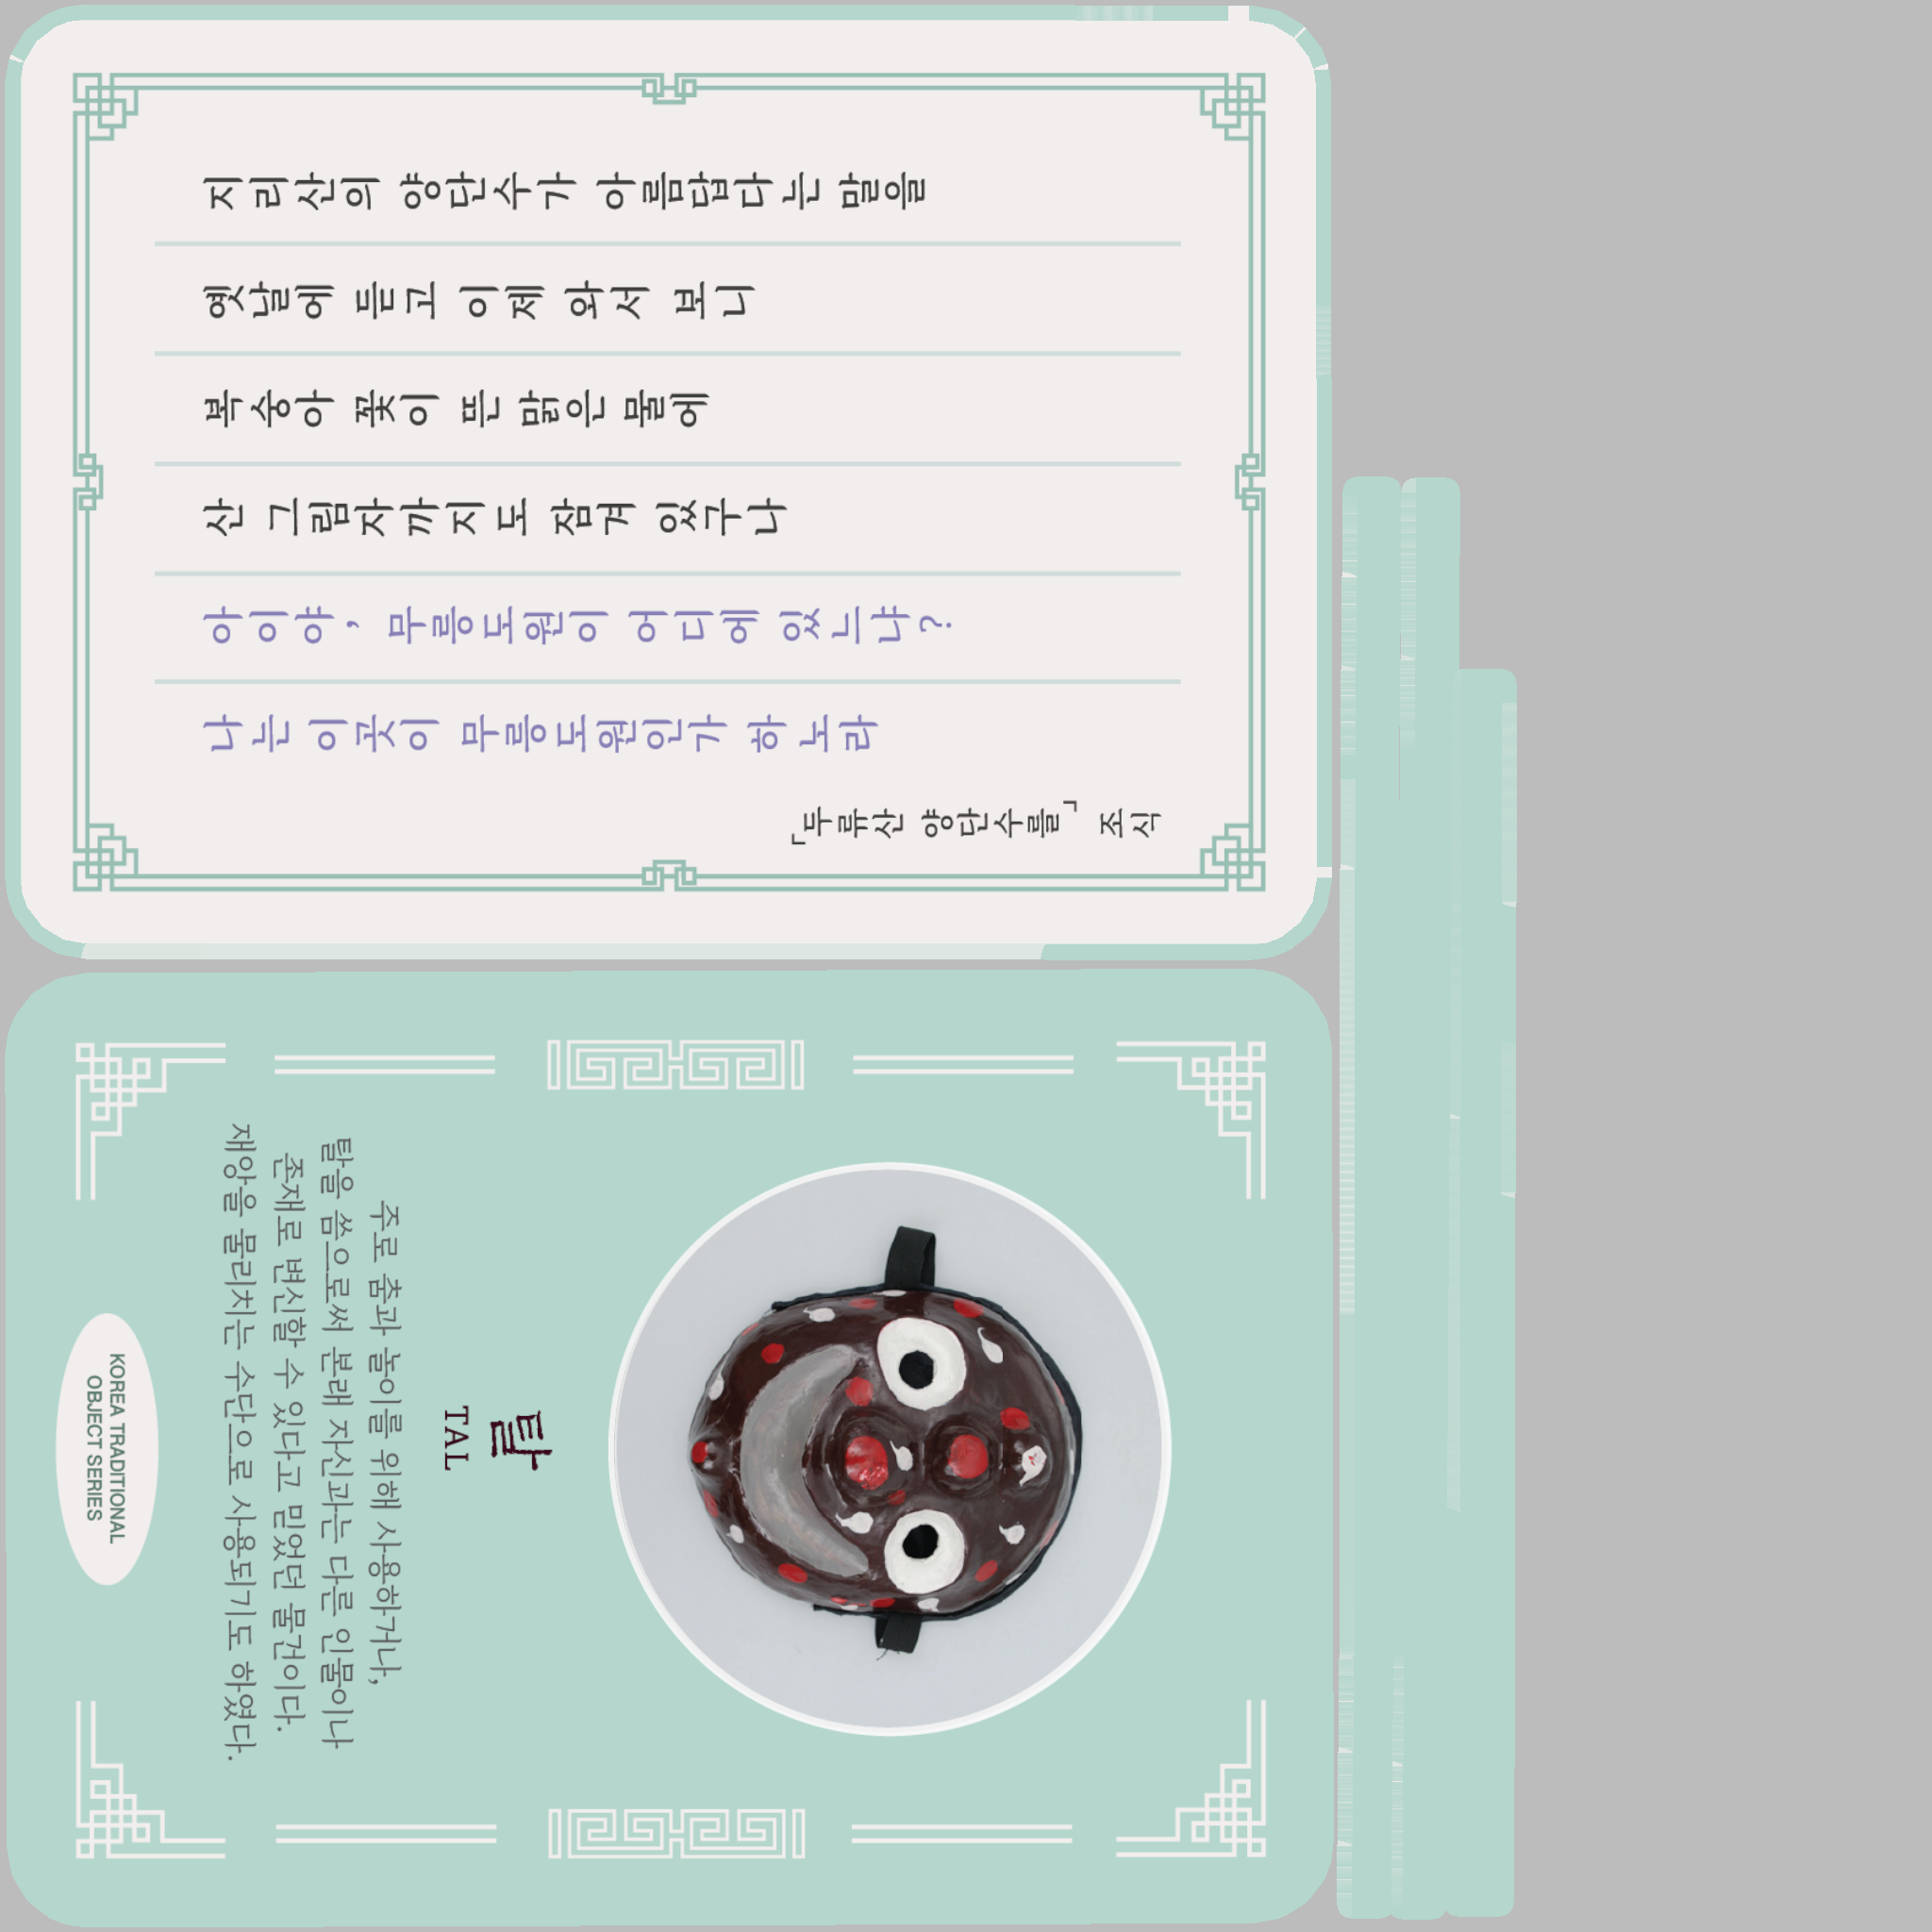 지리산의 양단수가 아름답다는 말을
옛날에 듣고 이제 와서 보니
복숭아 꽃이 뜬 맑은 물에
산 그림자까지도 잠겨 있구나
아이야, 무릉도원이 어디에 있느냐?
나는 이곳이 무릉도원인가 하노라
「두류산 양단수를」 조식
탈
TAL
주로 춤과 놀이를 위해 사용하거나,
탈을 씀으로써 본래 자신과는 다른 인물이나
존재로 변신할 수 있다고 믿었던 물건이다.
재앙을 물리치는 수단으로 사용되기도 하였다.
KOREA TRADITIONAL
OBJECT SERIES